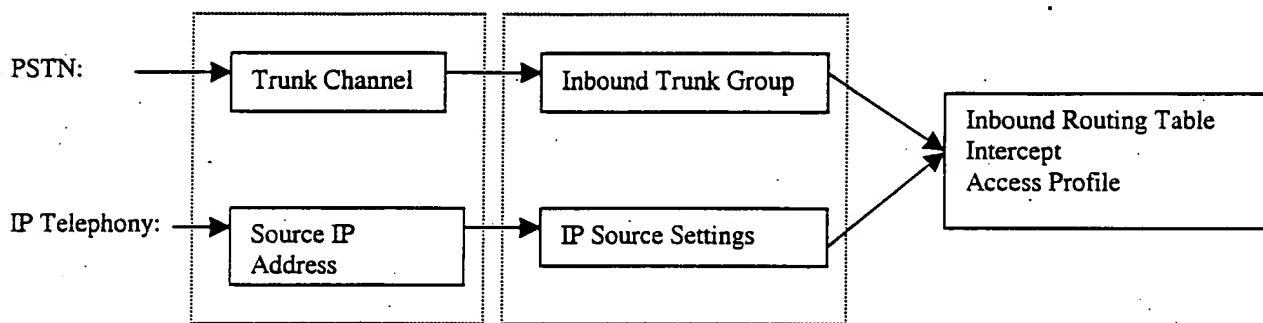 PSTN:
Trunk Channel
Inbound Trunk Group
Inbound Routing Table
Intercept
Access Profile
IP Telephony:
Source IP
Address
IP Source Settings